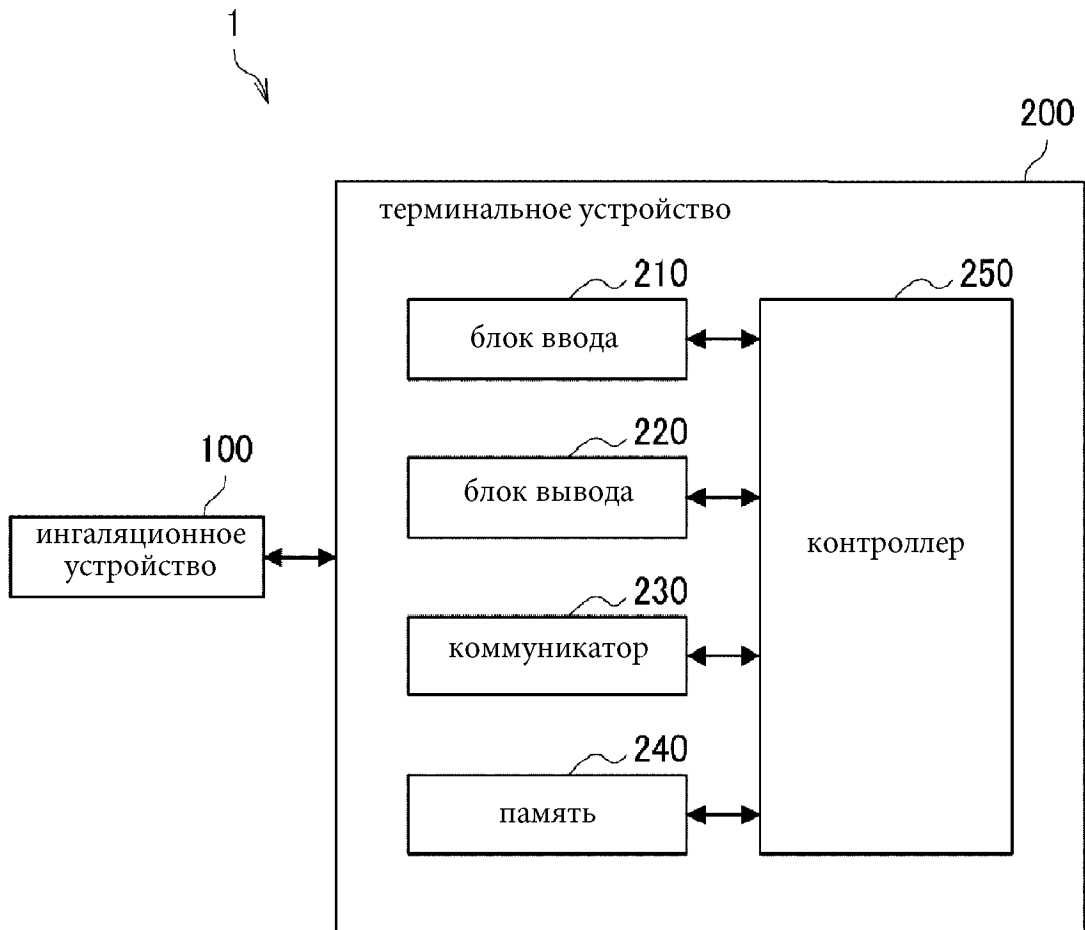 1
200
терминальное устройство
210
250
блок ввода
220
блок вывода
100
ингаляционное
устройство
контроллер
230
коммуникатор
240
память